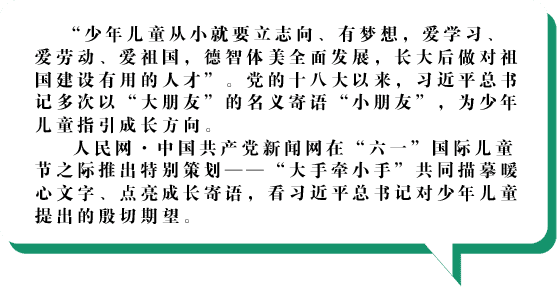 “少年儿童从小就要立志向、有梦想，爱学习、
爱劳动、爱祖国，德智体美全面发展，长大后做对祖
国建设有用的人才”。党的十八大以来，习近平总书
记多次以“大朋友”的名义寄语“小朋友”，为少年
儿童指引成长方向。
人民网·中国共产党新闻网在“六一”国际儿童
节之际推出特别策划——“大手牵小手”共同描摹暖
心文字、点亮成长寄语，看习近平总书记对少年儿童
提出的殷切期望。